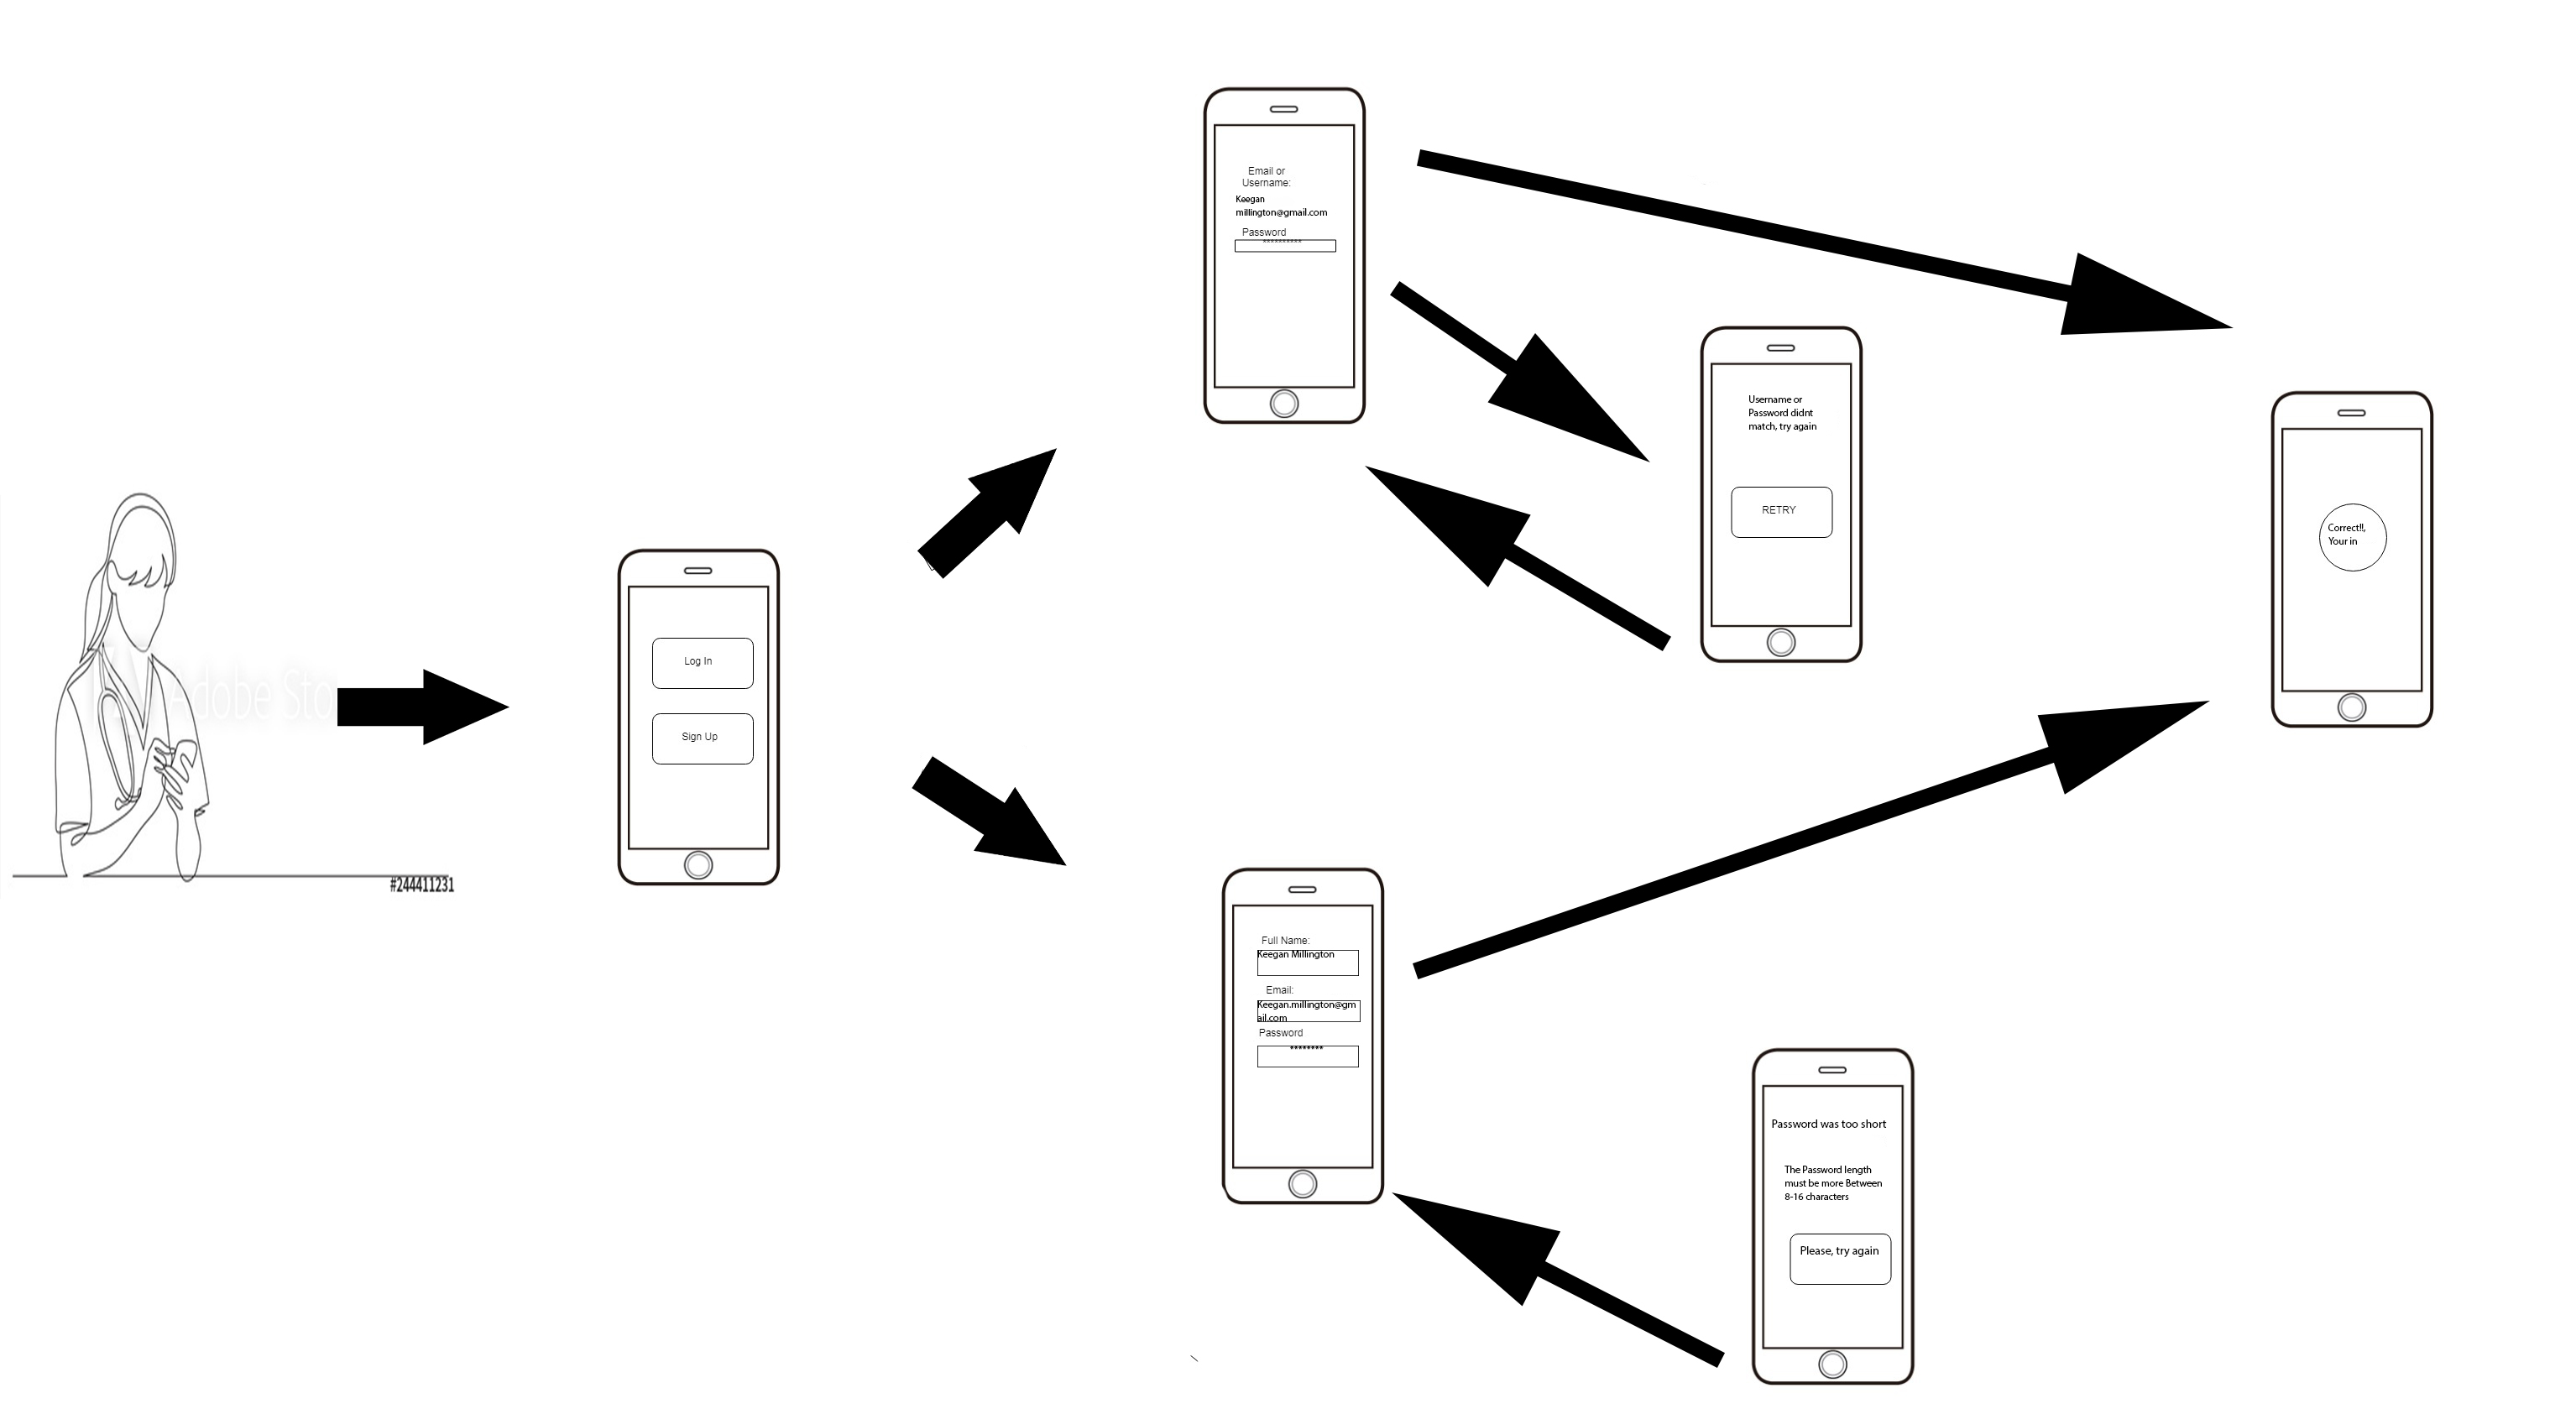 Adobe Sto
#244411231
Log In
Sign Up
Email or
Username:
Keegan
millington@gmail.com
Password
**********
Username or
Password didnt
match, try again
RETRY
Correct!!,
Your in
Full Name:
Keegan Millington
Email:
Keegan.millington@gm
ail.com
Password
********
Password was too short
The Password length
must be more Between
8-16 characters
Please, try again